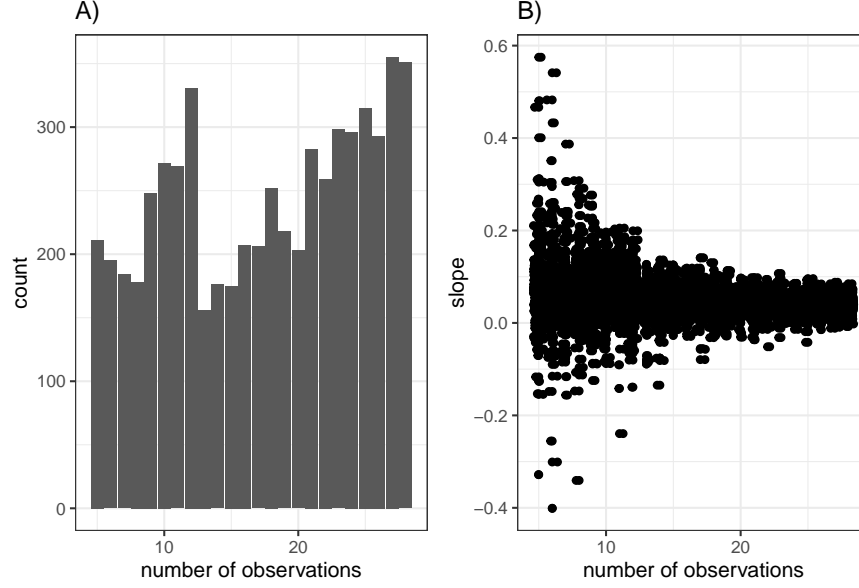 A)
B)
300
200
100
0
count
10
20
number of observations
0.6
0.4
0.2
0.0
−0.2
−0.4
slope
10
20
number of observations